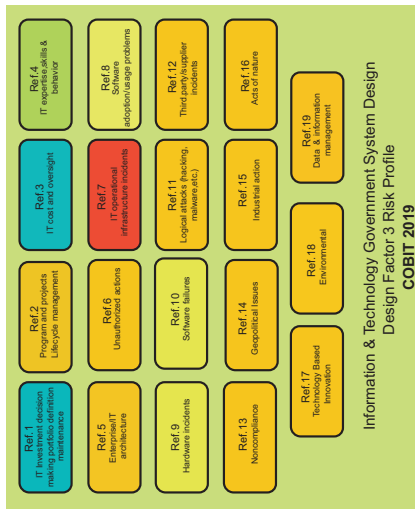 Ref.1
IT Investment decision
making portfolio definition
maintenance
Ref.2
Program and projects
Lifecycle management
Ref.3
IT cost and oversight
Ref.4
IT expertise,skills &
behavior
Ref.5
Enterprise/IT
architecture
Ref.6
Unauthorized actions
Ref.7
IT operational
infrastructure incidents
Ref.8
Software
adoption/usage problems
Ref.9
Hardware incidents
Ref.10
Software failures
Ref.11
Logical attacks (hacking,
malware,etc.)
Ref.12
Third.party/supplier
incidents
Ref.13
Noncompliance
Ref.14
Geopolitical Issues
Ref.15
Industrial action
Ref.16
Acts of nature
Ref.17
Technology Based
Innovation
Ref.18
Environmental
Ref.19
Data & information
management
Information & Technology Government System Design
Design Factor 3 Risk Profile
COBIT 2019